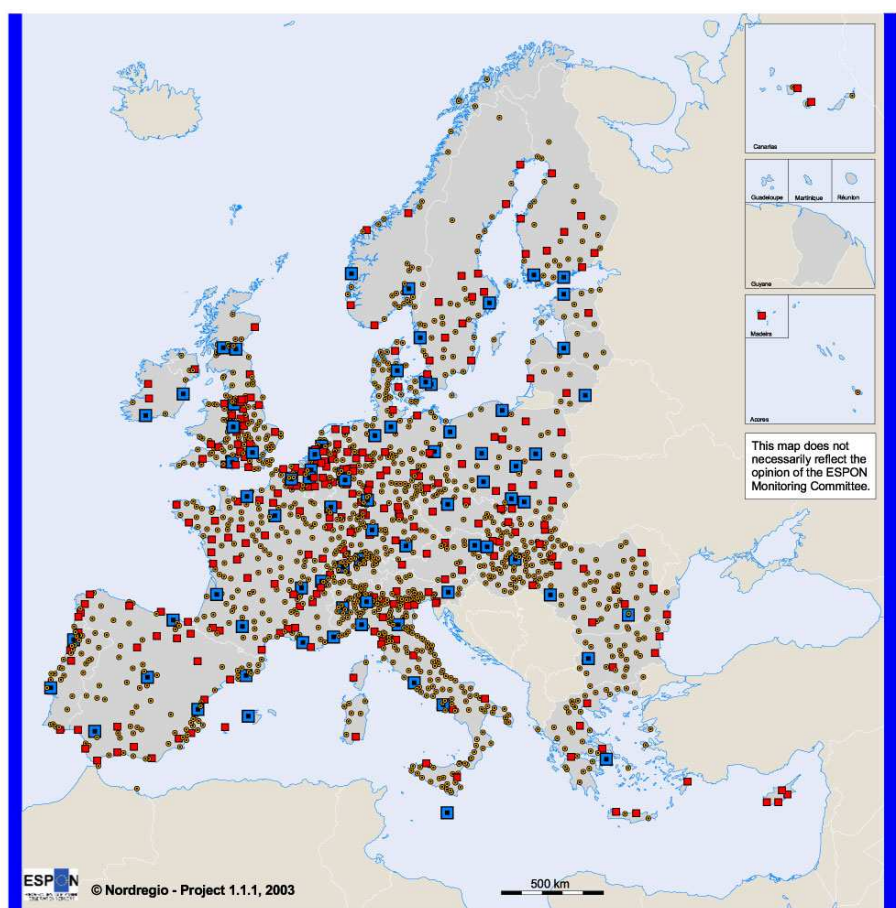 Canarias
Guadeloupe
Martinique
Réunion
Guyane
Madeira
Acores
This map does not
necessarily reflect the
opinion of the ESPON
Monitoring Committee.
ESPON
© Nordregio - Project 1.1.1, 2003
500 km